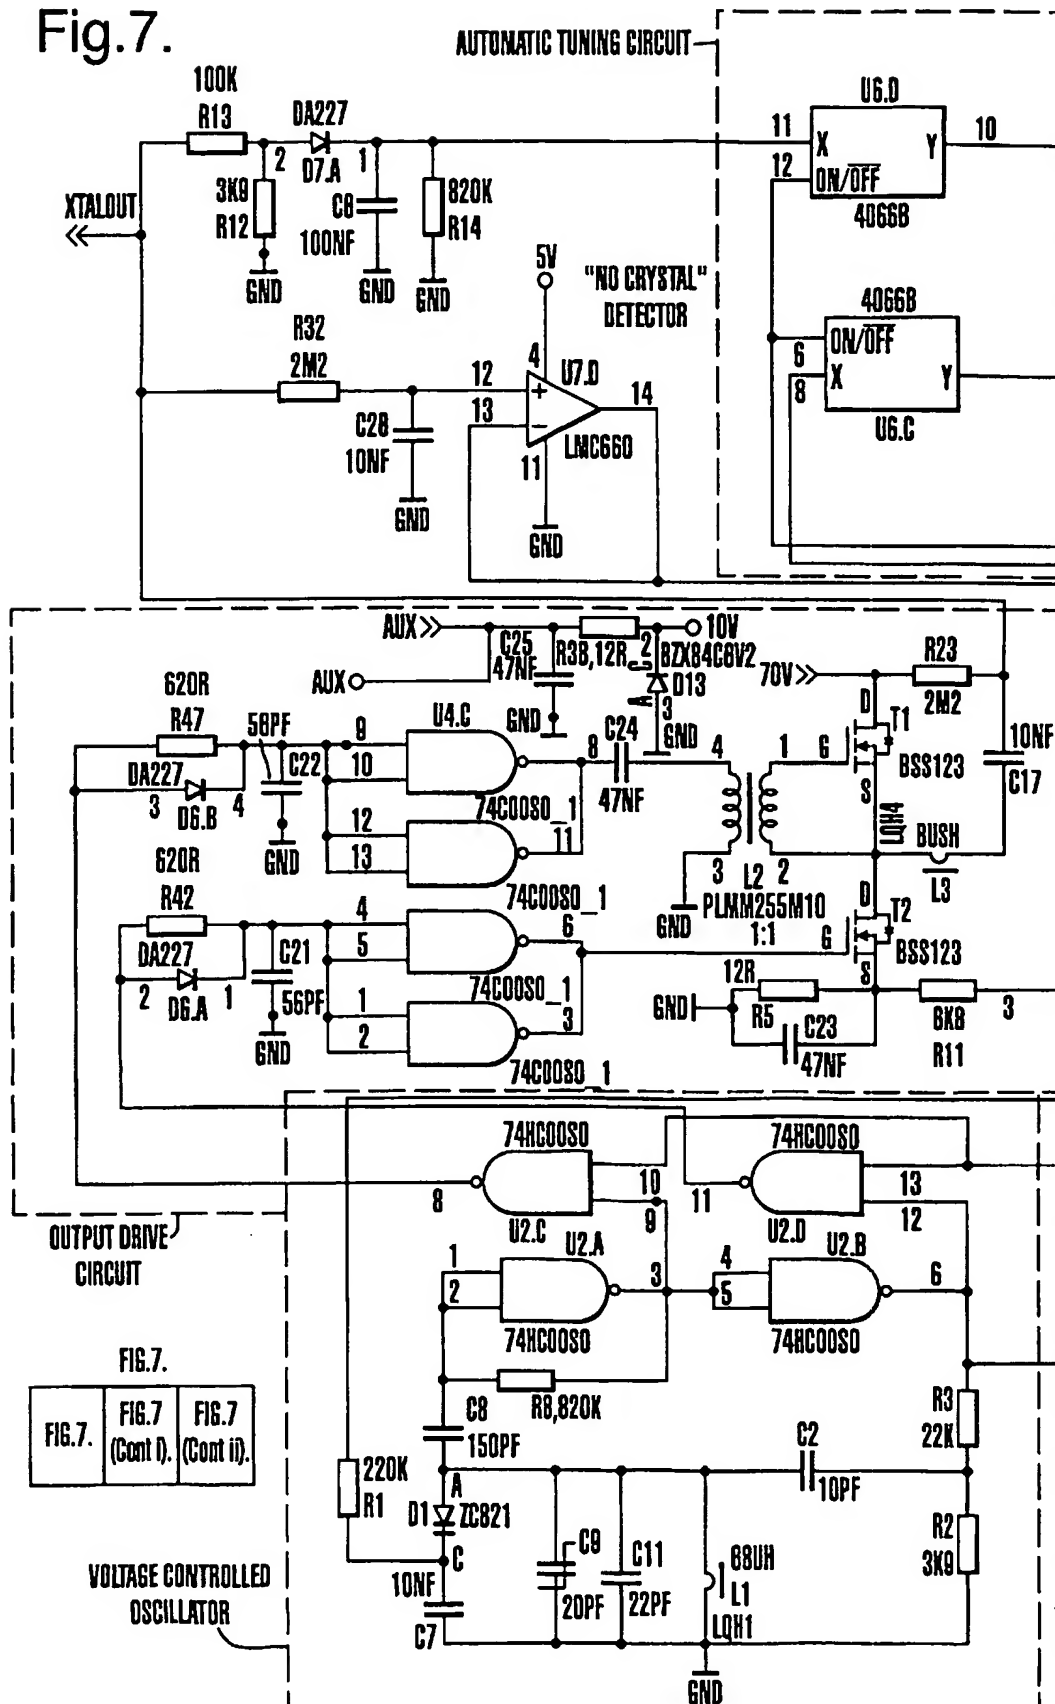 Fig.7.
AUTOMATIC TUNING CIRCUIT
100K
R13
DA227
D7.A
2
1
3K9
R12
C6
100NF
820K
R14
GND
GND
GND
XTALOUT
U6.D
11
12
X
Y
10
ON/OFF
4066B
5V
"NO CRYSTAL"
DETECTOR
4066B
ON/OFF
6
8
X
Y
U6.C
R32
2M2
12
13
4
U7.D
+
−
14
11
LMC660
C28
10NF
GND
GND
AUX
AUX
C25
47NF
R38,12R
2
C
10V
BZX84C6V2
D13
A
3
GND
GND
70V
R23
2M2
D
T1
G
BSS123
S
10NF
C17
620R
R47
56PF
C22
DA227
3
4
D6.B
GND
U4.C
9
10
8
C24
47NF
74C00SO_1
12
13
11
74C00SO_1
4
1
3
2
L2
PLMM255M10
1:1
GND
LQH4
BUSH
L3
620R
R42
DA227
2
1
D6.A
C21
56PF
GND
4
5
6
74C00SO_1
1
2
3
74C00SO_1
D
T2
G
BSS123
S
12R
GND
R5
C23
47NF
6K8
R11
3
OUTPUT DRIVE
CIRCUIT
74HC00SO
8
10
9
U2.C
74HC00SO
11
13
12
U2.D
U2.A
1
2
3
74HC00SO
U2.B
4
5
6
74HC00SO
R8,820K
C8
150PF
R3
22K
C2
10PF
R2
3K9
220K
R1
A
D1
ZC821
C
10NF
C7
C9
20PF
C11
22PF
68UH
L1
LQH1
GND
FIG.7.
FIG.7.
FIG.7
(Cont i).
FIG.7
(Cont ii).
VOLTAGE CONTROLLED
OSCILLATOR